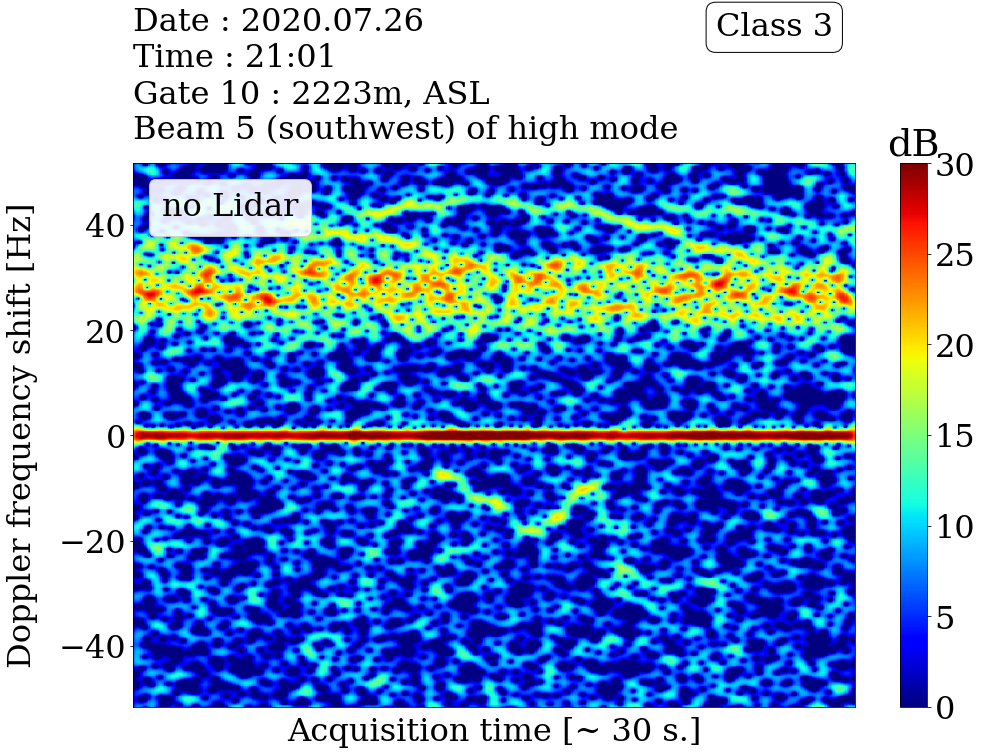 Date : 2020.07.26
Time : 21:01
Gate 10 : 2223m, ASL
Beam 5 (southwest) of high mode
Class 3
dB
no Lidar
Doppler frequency shift [Hz]
40
20
0
−20
−40
30
25
20
15
10
5
0
Acquisition time [~ 30 s.]